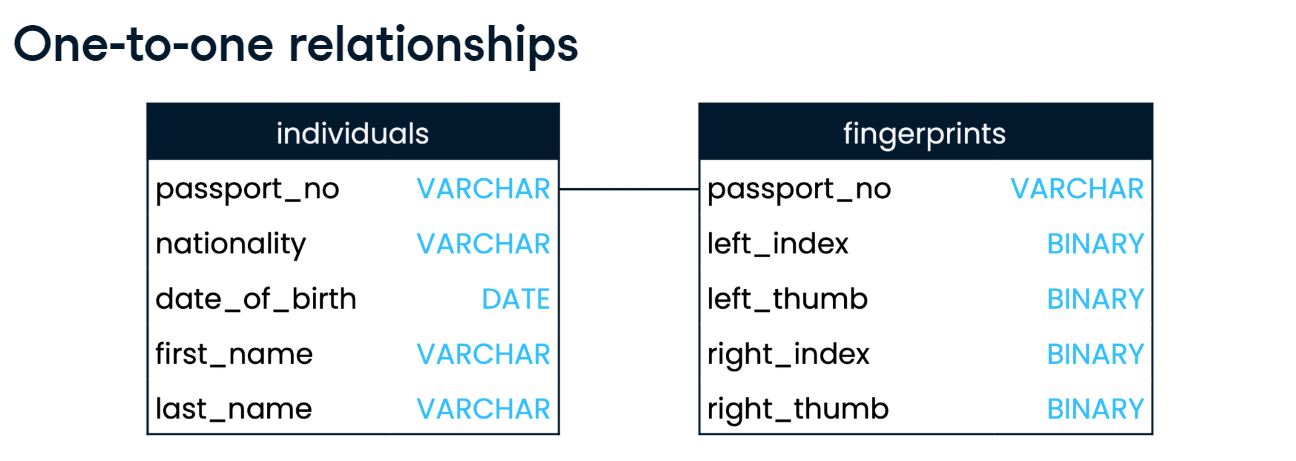 One-to-one relationships
individuals
passport_no VARCHAR
nationality VARCHAR
date_of_birth DATE
first_name VARCHAR
last_name VARCHAR
fingerprints
passport_no VARCHAR
left_index BINARY
left_thumb BINARY
right_index BINARY
right_thumb BINARY